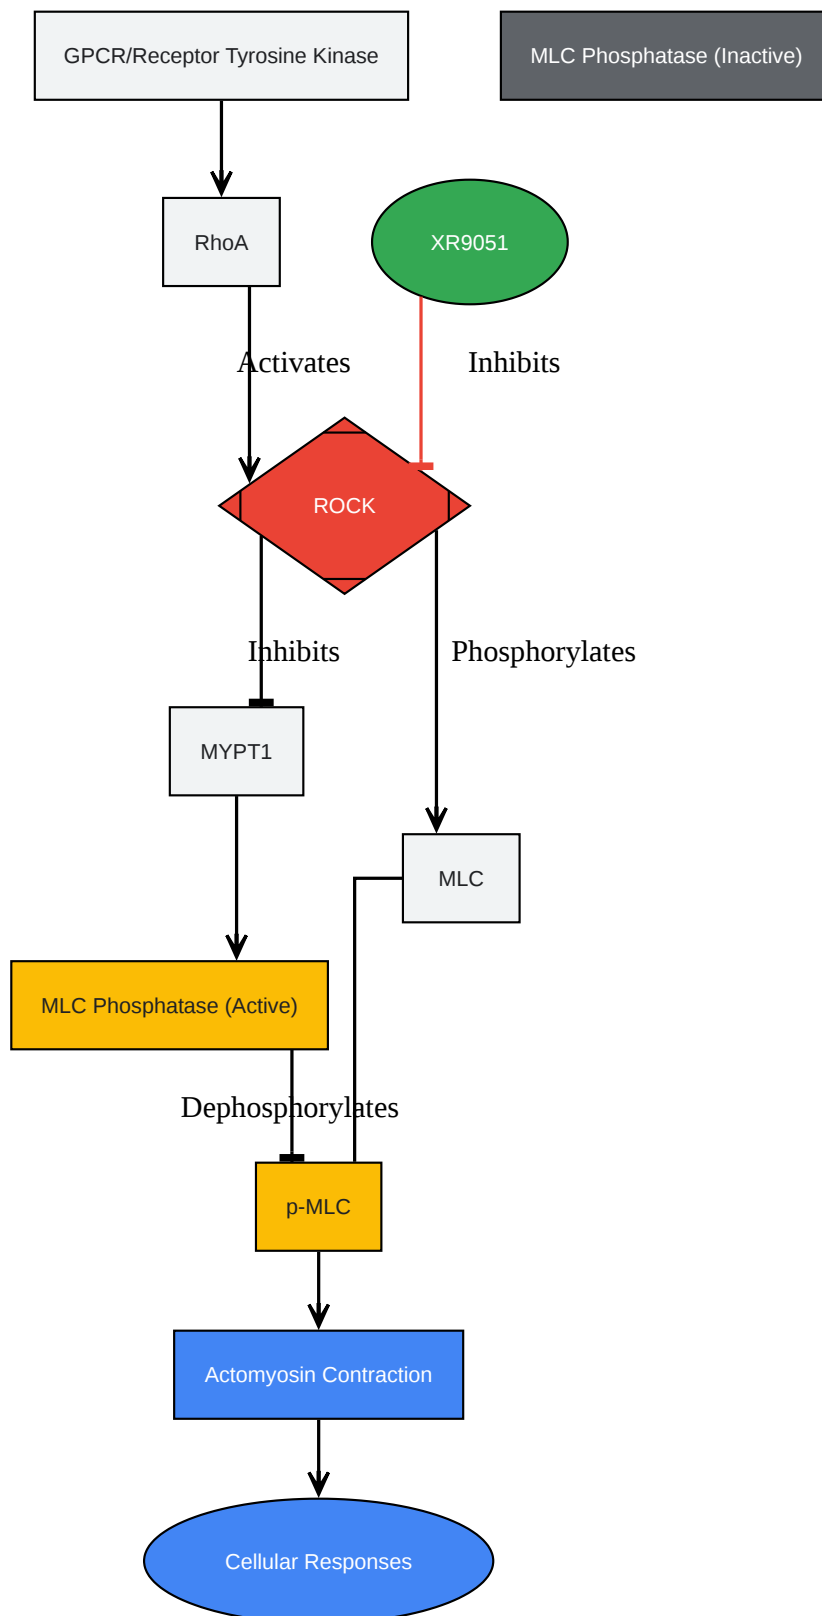 GPCR/Receptor Tyrosine Kinase
MLC Phosphatase (Inactive)
RhoA
XR9051
Activates
Inhibits
ROCK
Inhibits
Phosphorylates
MYPT1
MLC
MLC Phosphatase (Active)
Dephosphorylates
p-MLC
Actomyosin Contraction
Cellular Responses